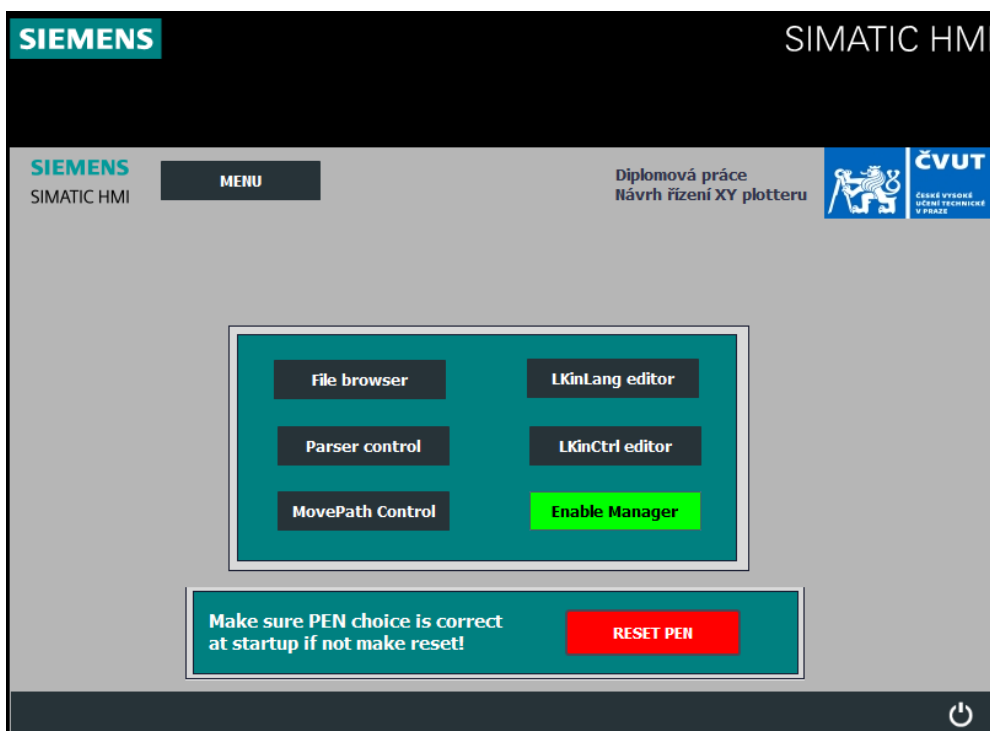 SIEMENS
SIMATIC HMI
SIEMENS
SIMATIC HMI
MENU
Diplomová práce
Návrh řízení XY plotteru
ČVUT
ČESKÉ VYSOKÉ
UČENÍ TECHNICKÉ
V PRAZE
File browser
LKinLang editor
Parser control
LKinCtrl editor
MovePath Control
Enable Manager
Make sure PEN choice is correct
at startup if not make reset!
RESET PEN